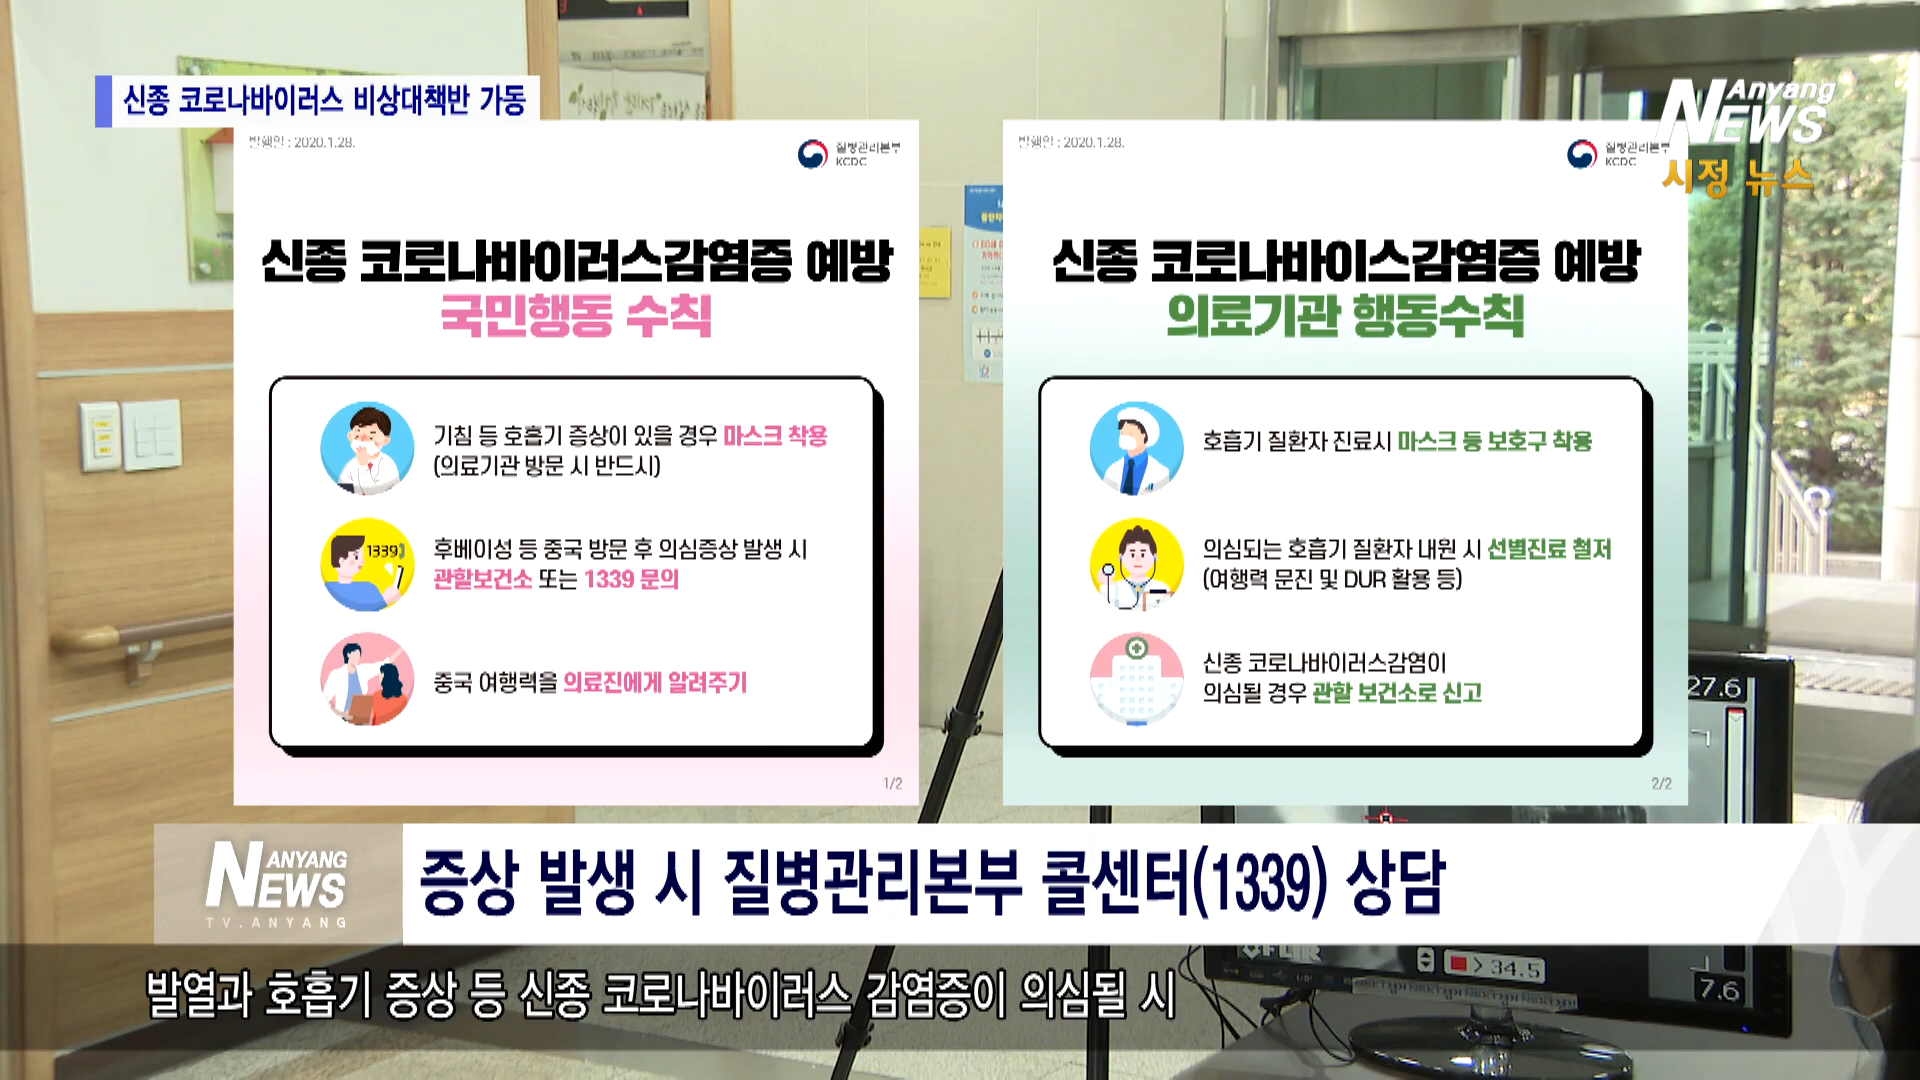 신종 코로나바이러스 비상대책반 가동
Anyang
NEWS
시정 뉴스
발행일 : 2020.1.28.
질병관리본부
KCDC
신종 코로나바이러스감염증 예방
국민행동 수칙
기침 등 호흡기 증상이 있을 경우 마스크 착용
(의료기관 방문 시 반드시)
1339
후베이성 등 중국 방문 후 의심증상 발생 시
관할보건소 또는 1339 문의
중국 여행력을 의료진에게 알려주기
1/2
발행일 : 2020.1.28.
질병관리본부
KCDC
신종 코로나바이스감염증 예방
의료기관 행동수칙
호흡기 질환자 진료시 마스크 등 보호구 착용
의심되는 호흡기 질환자 내원 시 선별진료 철저
(여행력 문진 및 DUR 활용 등)
신종 코로나바이러스감염이
의심될 경우 관할 보건소로 신고
2/2
27.6
ANYANG
NEWS
TV.ANYANG
증상 발생 시 질병관리본부 콜센터(1339) 상담
FLIR
34.5
7.6
발열과 호흡기 증상 등 신종 코로나바이러스 감염증이 의심될 시